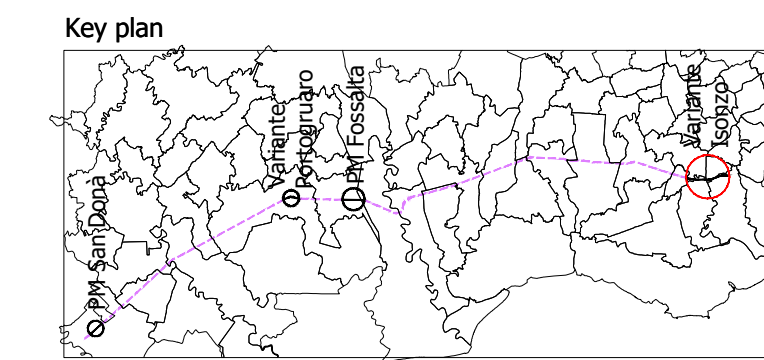 Key plan
PM San Donà
Variante
Portogruaro
PM Fossalta
Variante
Isonzo